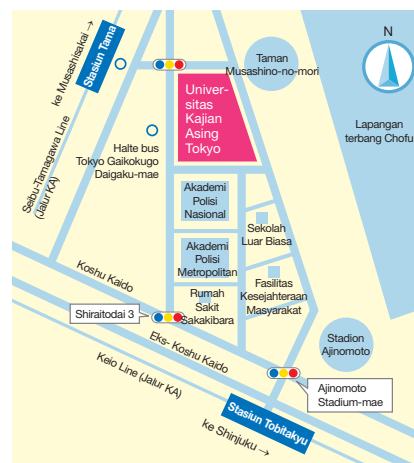 ke Musashisakai →
Stasiun Tama
N
Taman
Musashino-no-mori
Univer-
sitas
Kajian
Asing
Tokyo
Lapangan
terbang Chofu
Halte bus
Tokyo Gaikokugo
Daigaku-mae
Seibu-Tamagawa Line
(Jalur KA)
Akademi
Polisi
Nasional
Sekolah
Luar Biasa
Akademi
Polisi
Metropolitan
Koshu Kaido
Fasilitas
Kesejahteraan
Masyarakat
Rumah
Sakit
Sakakibara
Shiraitodai 3
Eks- Koshu Kaido
Stadion
Ajinomoto
Keio Line (Jalur KA)
Ajinomoto
Stadium-mae
Stasiun Tobitakyu
ke Shinjuku →